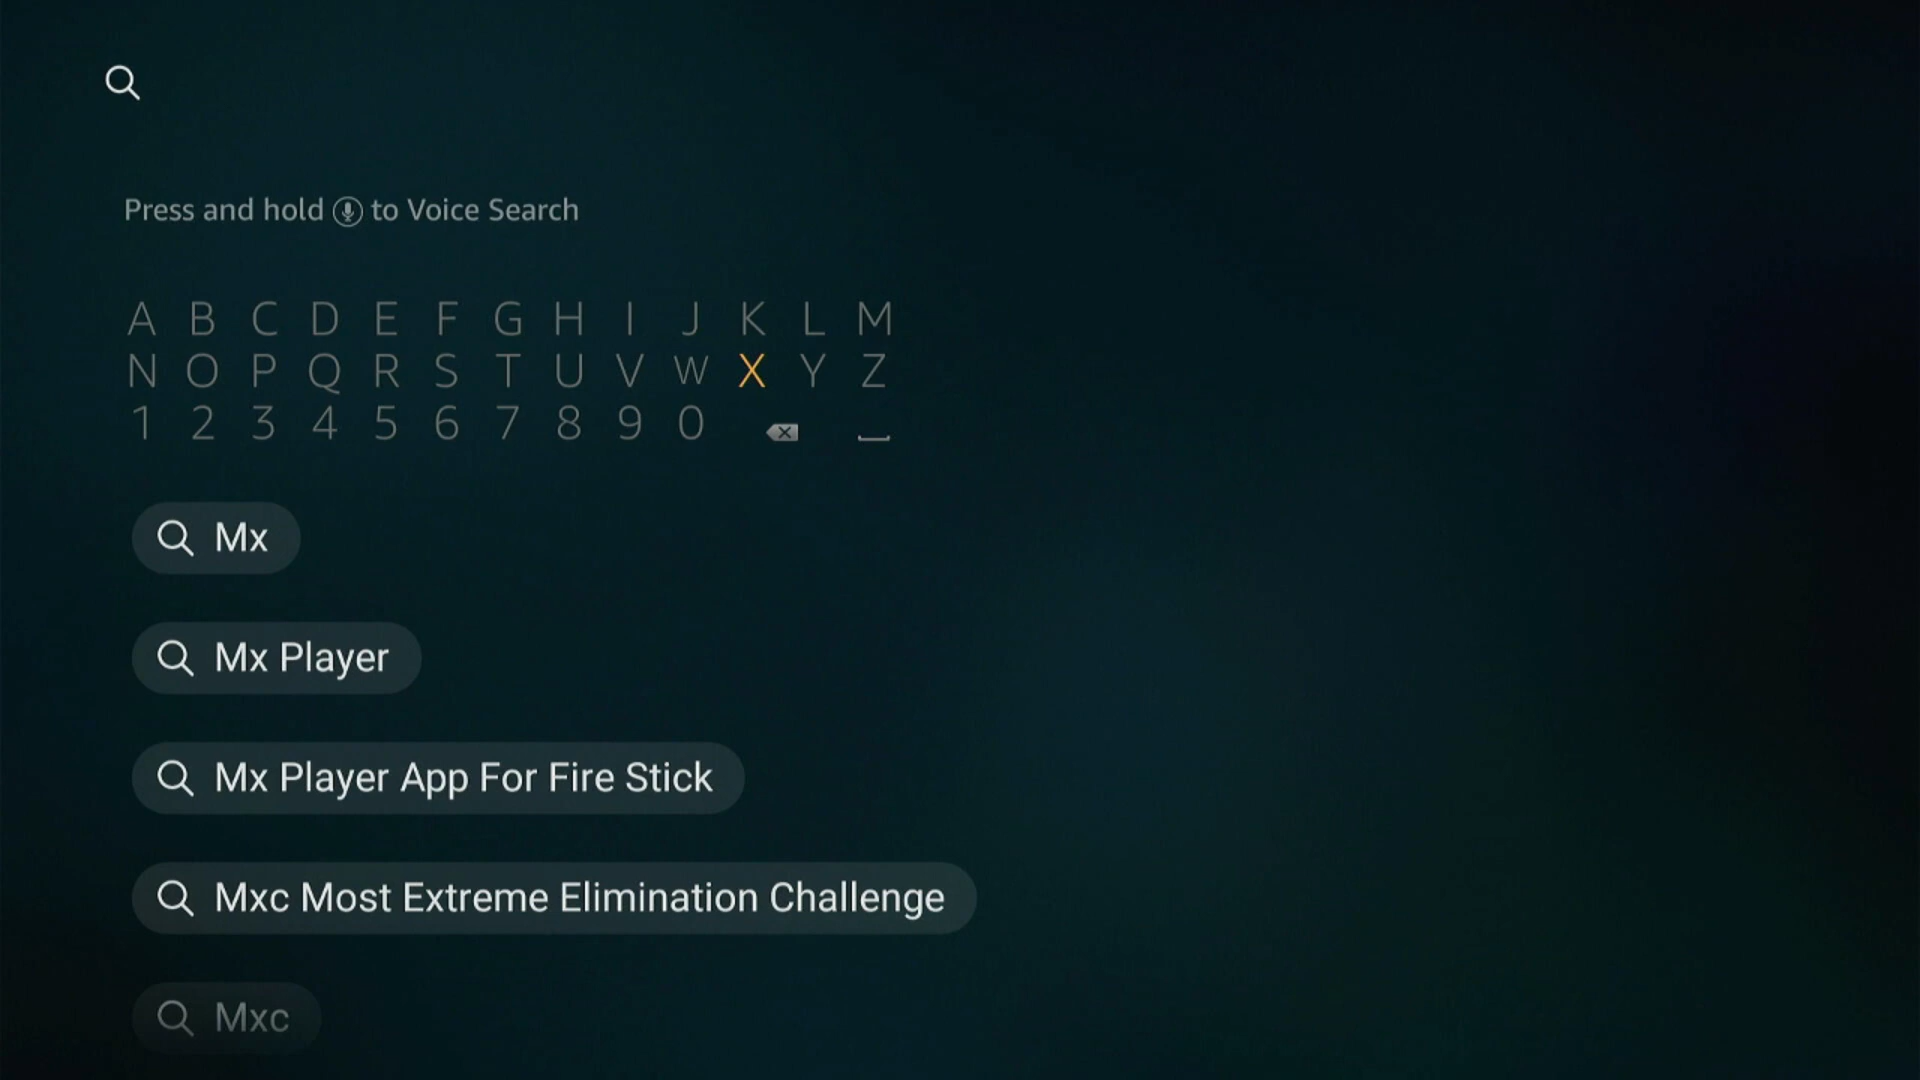 Press and hold to Voice Search
A B C D E F G H I J K L M
N O P Q R S T U V W X Y Z
1 2 3 4 5 6 7 8 9 0
Mx
Mx Player
Mx Player App For Fire Stick
Mxc Most Extreme Elimination Challenge
Mxc